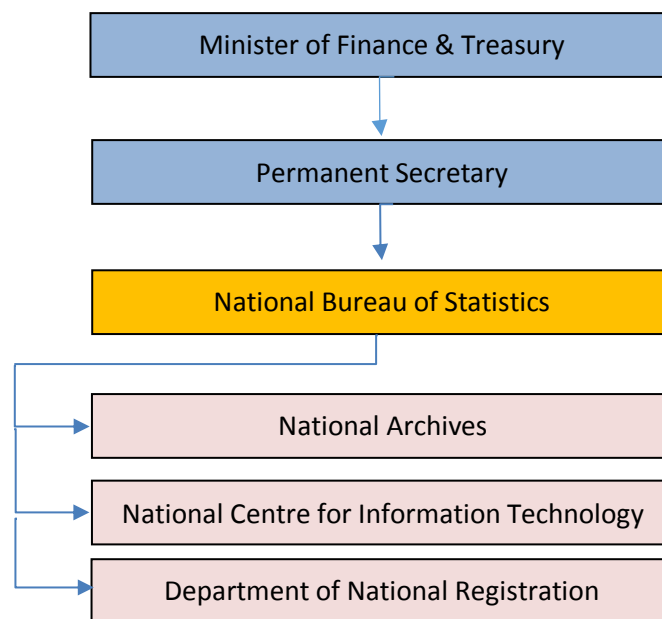 Minister of Finance & Treasury
Permanent Secretary
National Bureau of Statistics
National Archives
National Centre for Information Technology
Department of National Registration